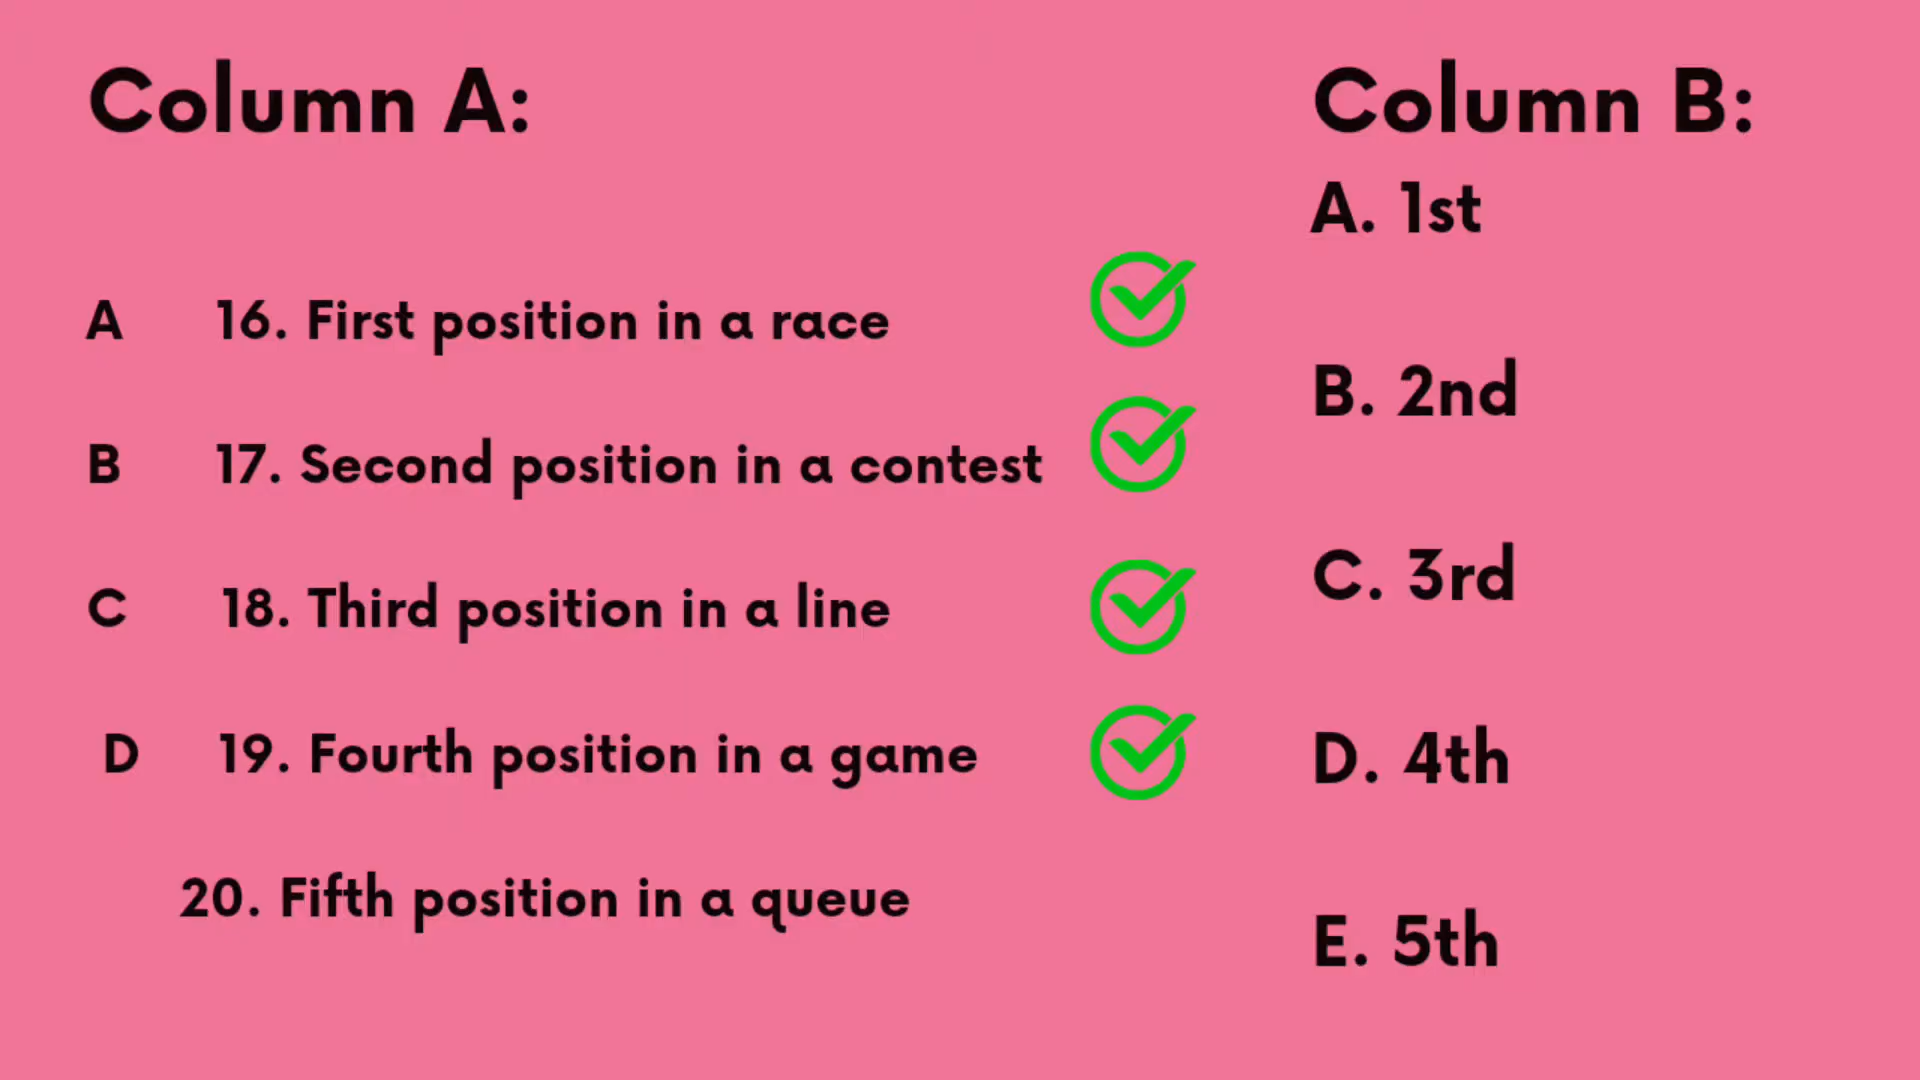 Column A:
A 16. First position in a race
B 17. Second position in a contest
C 18. Third position in a line
D 19. Fourth position in a game
20. Fifth position in a queue
Column B:
A. 1st
B. 2nd
C. 3rd
D. 4th
E. 5th